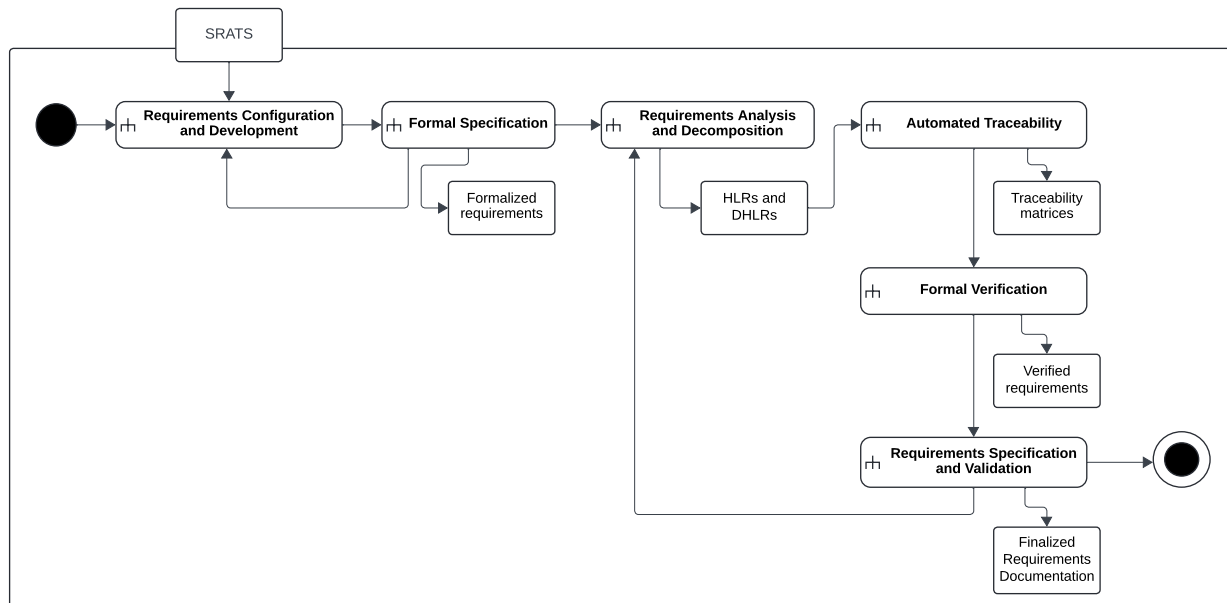 SRATS
Requirements Configuration
and Development
Formal Specification
Requirements Analysis
and Decomposition
Automated Traceability
Formalized
requirements
HLRs and
DHLRs
Traceability
matrices
Formal Verification
Verified
requirements
Requirements Specification
and Validation
Finalized
Requirements
Documentation